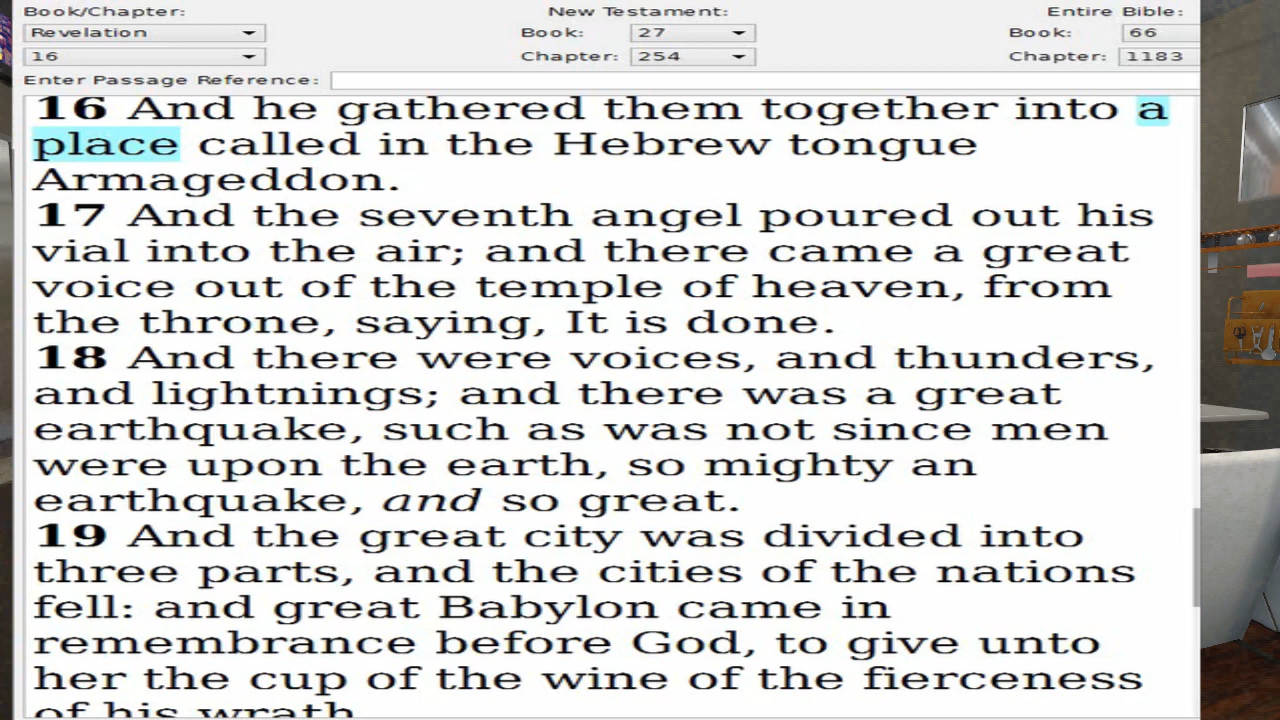 Book/Chapter: New Testament: Entire Bible:
Revelation Book: 27 Book: 66
16 Chapter: 254 Chapter: 1183
Enter Passage Reference:
16 And he gathered them together into a
place called in the Hebrew tongue
Armageddon.
17 And the seventh angel poured out his
vial into the air; and there came a great
voice out of the temple of heaven, from
the throne, saying, It is done.
18 And there were voices, and thunders,
and lightnings; and there was a great
earthquake, such as was not since men
were upon the earth, so mighty an
earthquake, and so great.
19 And the great city was divided into
three parts, and the cities of the nations
fell: and great Babylon came in
remembrance before God, to give unto
her the cup of the wine of the fierceness
of his wrath